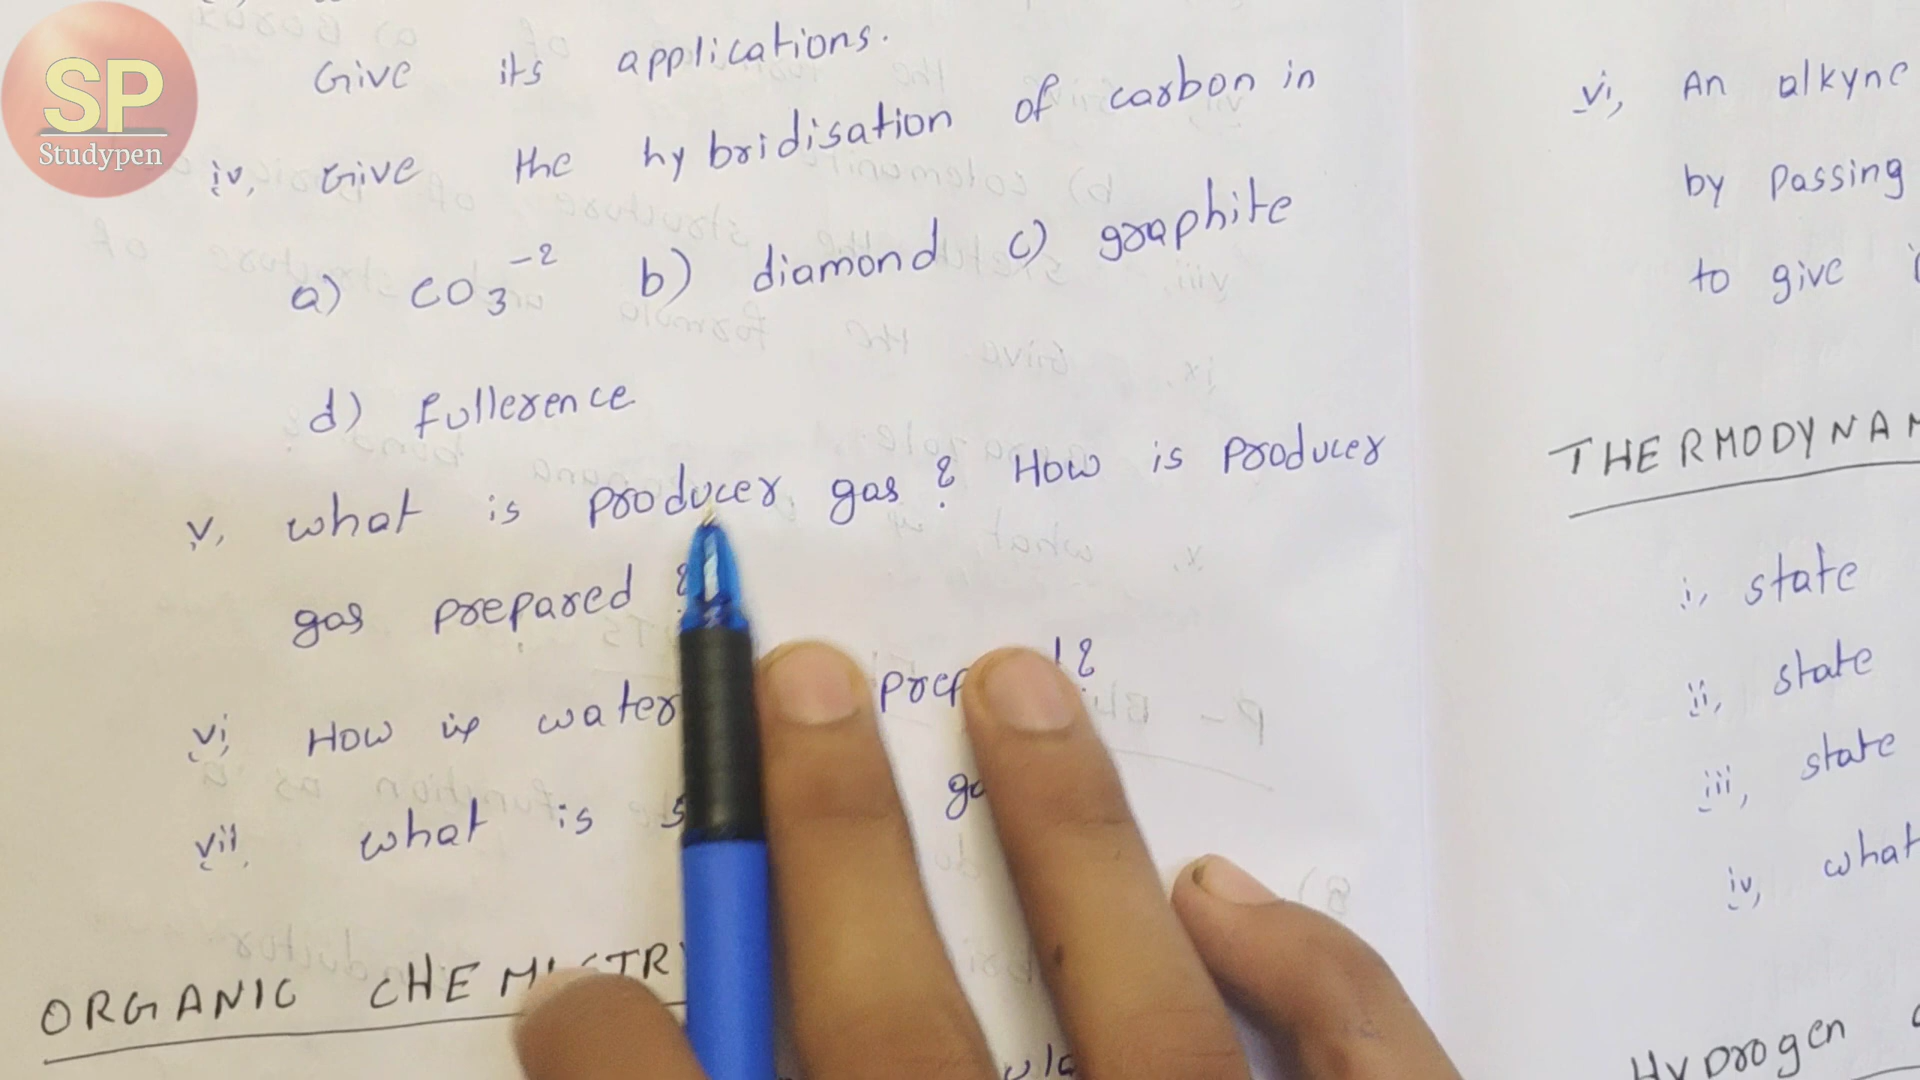 SP
Studypen
Give its applications.
iv, Give the hybridisation of carbon in
a) CO3-2 b) diamond c) graphite
d) Fullerence
v, what is producer gas? How is producer
gas prepared?
vi, How is water
vii, what is
ORGANIC CHEMISTRY
vi, An alkyne
by passing
to give
THERMODYNAM
i, state
ii, state
iii, state
iv, what
Hydrogen